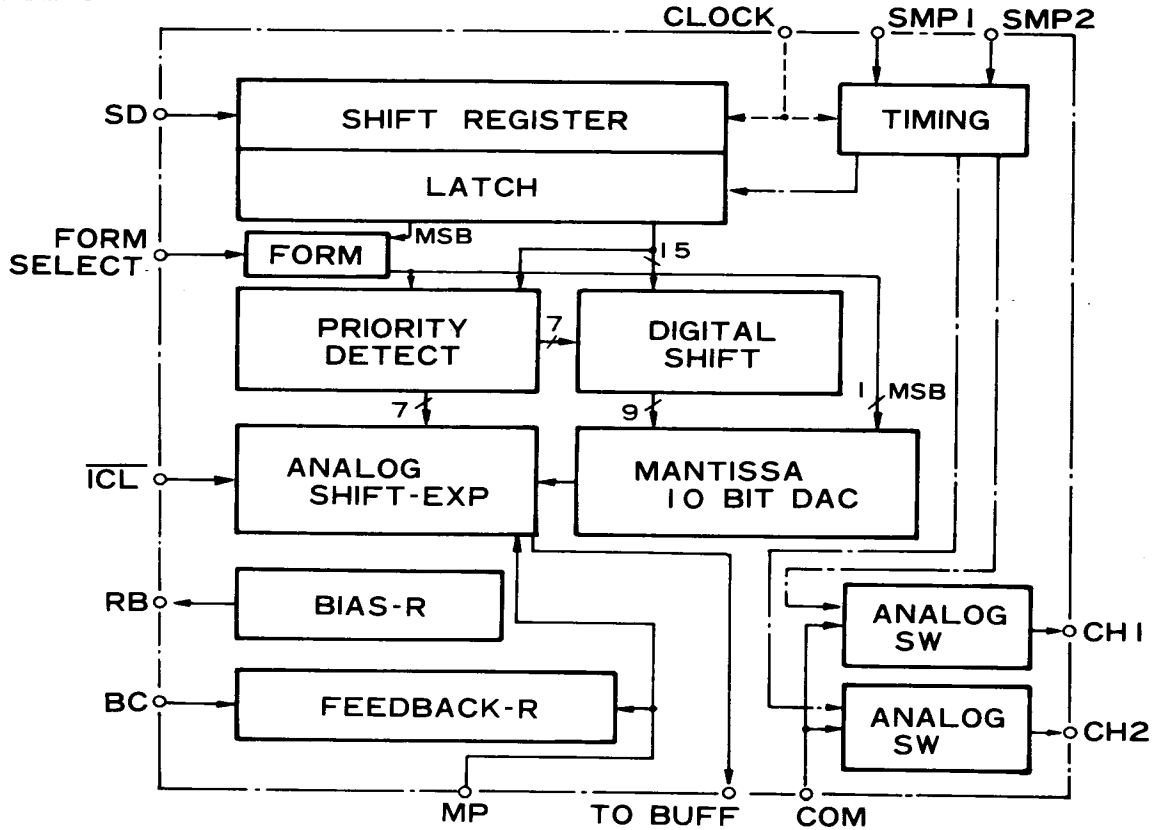 CLOCK
SMP1
SMP2
SD
SHIFT REGISTER
TIMING
LATCH
MSB
FORM
SELECT
FORM
15
PRIORITY
DETECT
7
DIGITAL
SHIFT
7
9
1
MSB
ICL
ANALOG
SHIFT-EXP
MANTISSA
10 BIT DAC
RB
BIAS-R
ANALOG
SW
CH1
BC
FEEDBACK-R
ANALOG
SW
CH2
MP
TO BUFF
COM